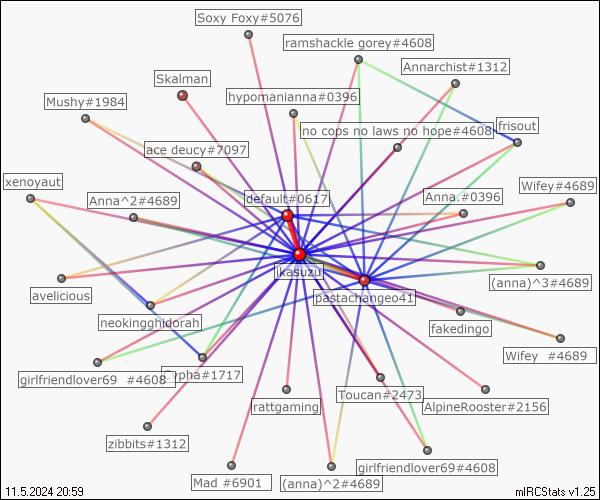 Soxy Foxy#5076
ramshackle gorey#4608
Annarchist#1312
Skalman
hypomanianna#0396
Mushy#1984
frisout
no cops no laws no hope#4608
ace deucy#7097
xenoyaut
Wifey#4689
Anna^2#4689
default#0617
Anna.#0396
jkasuzu
(anna)^3#4689
avelicious
pastachangeo41
neokingghidorah
fakedingo
Wifey #4689
girlfriendlover69 #4608
cypha#1717
Toucan#2473
rattgaming
AlpineRooster#2156
zibbits#1312
girlfriendlover69#4608
Mad #6901
(anna)^2#4689
11.5.2024 20:59
mIRCStats v1.25